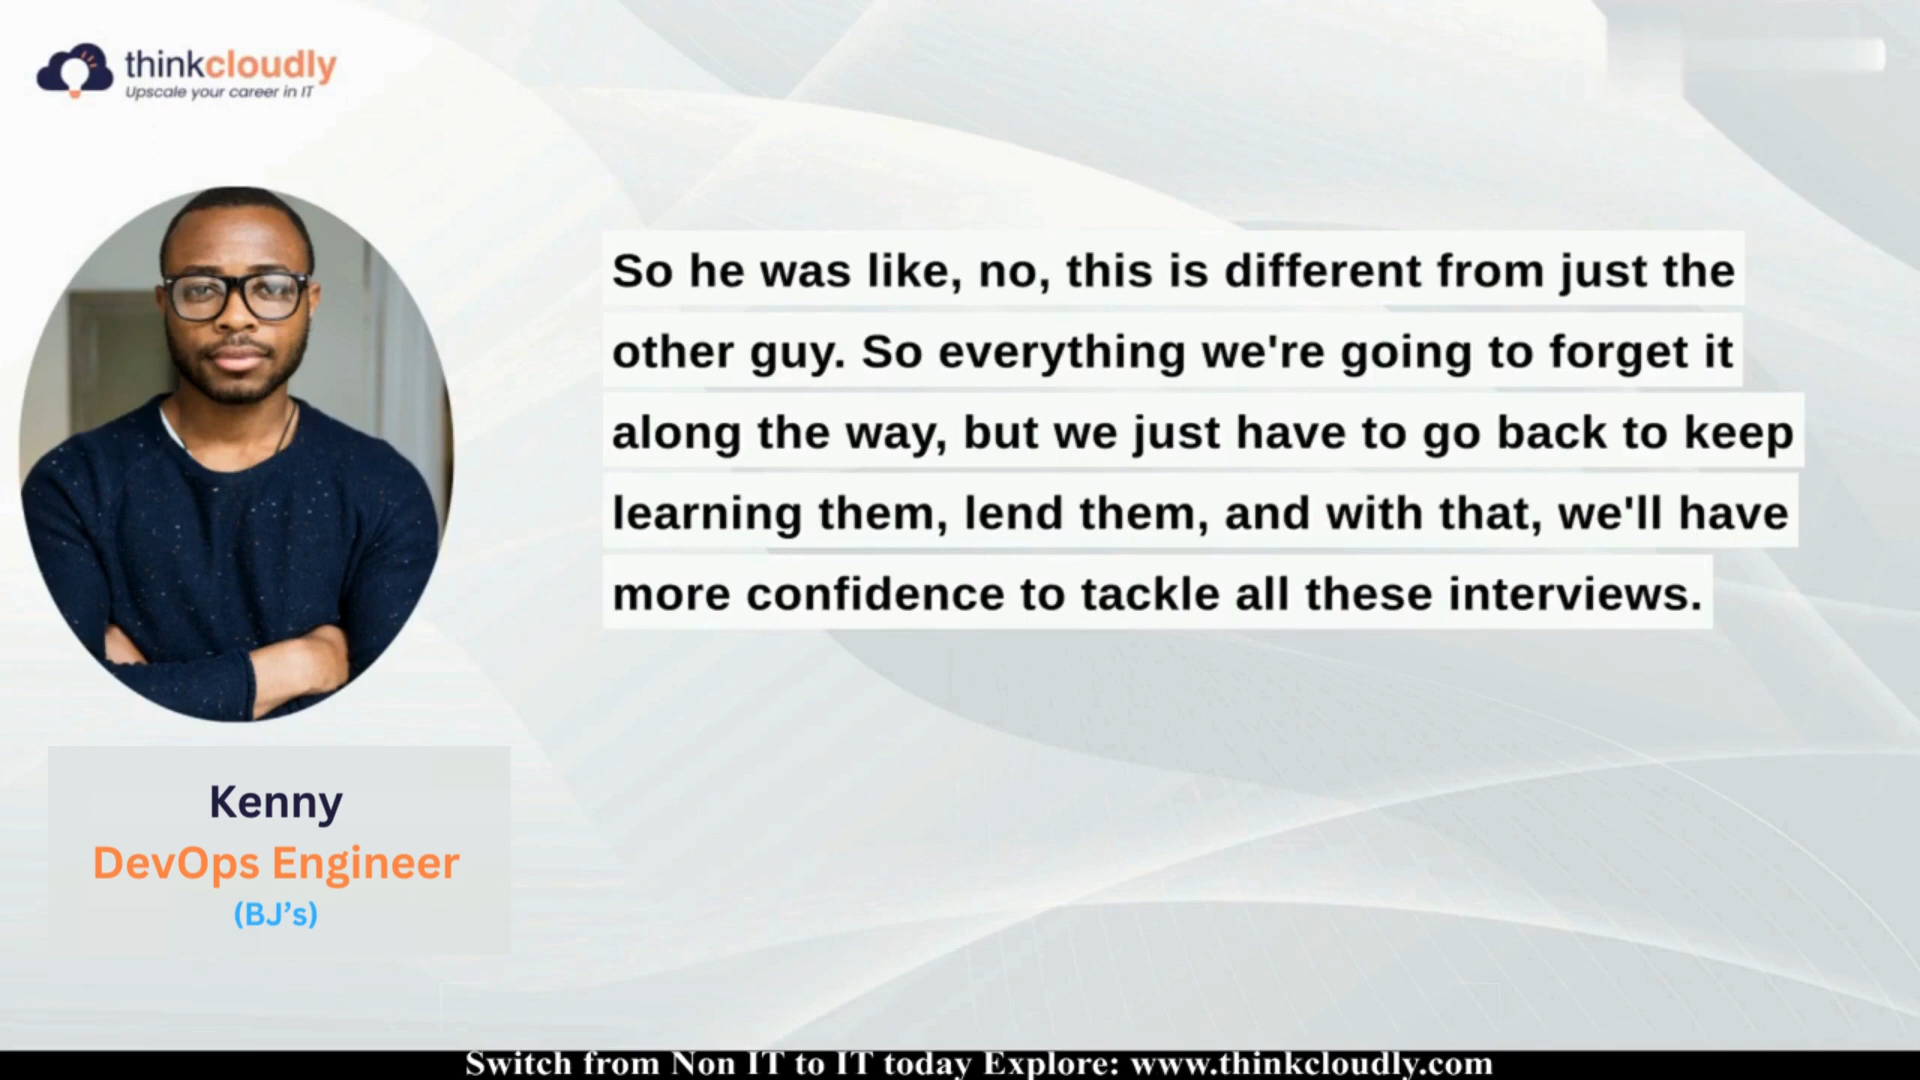 thinkcloudly
Upscale your career in IT
So he was like, no, this is different from just the
other guy. So everything we're going to forget it
along the way, but we just have to go back to keep
learning them, lend them, and with that, we'll have
more confidence to tackle all these interviews.
Kenny
DevOps Engineer
(BJ’s)
Switch from Non IT to IT today Explore: www.thinkcloudly.com